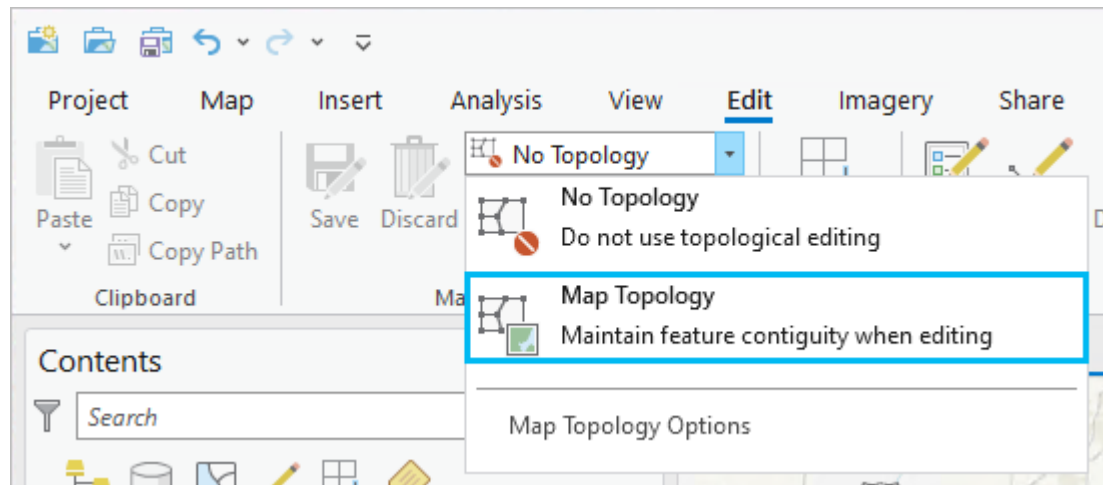 Project Map Insert Analysis View Edit Imagery Share
Cut
Copy
Copy Path
Paste
Save Discard
No Topology
No Topology
Do not use topological editing
Map Topology
Maintain feature contiguity when editing
Map Topology Options
Clipboard
Ma
Contents
Search